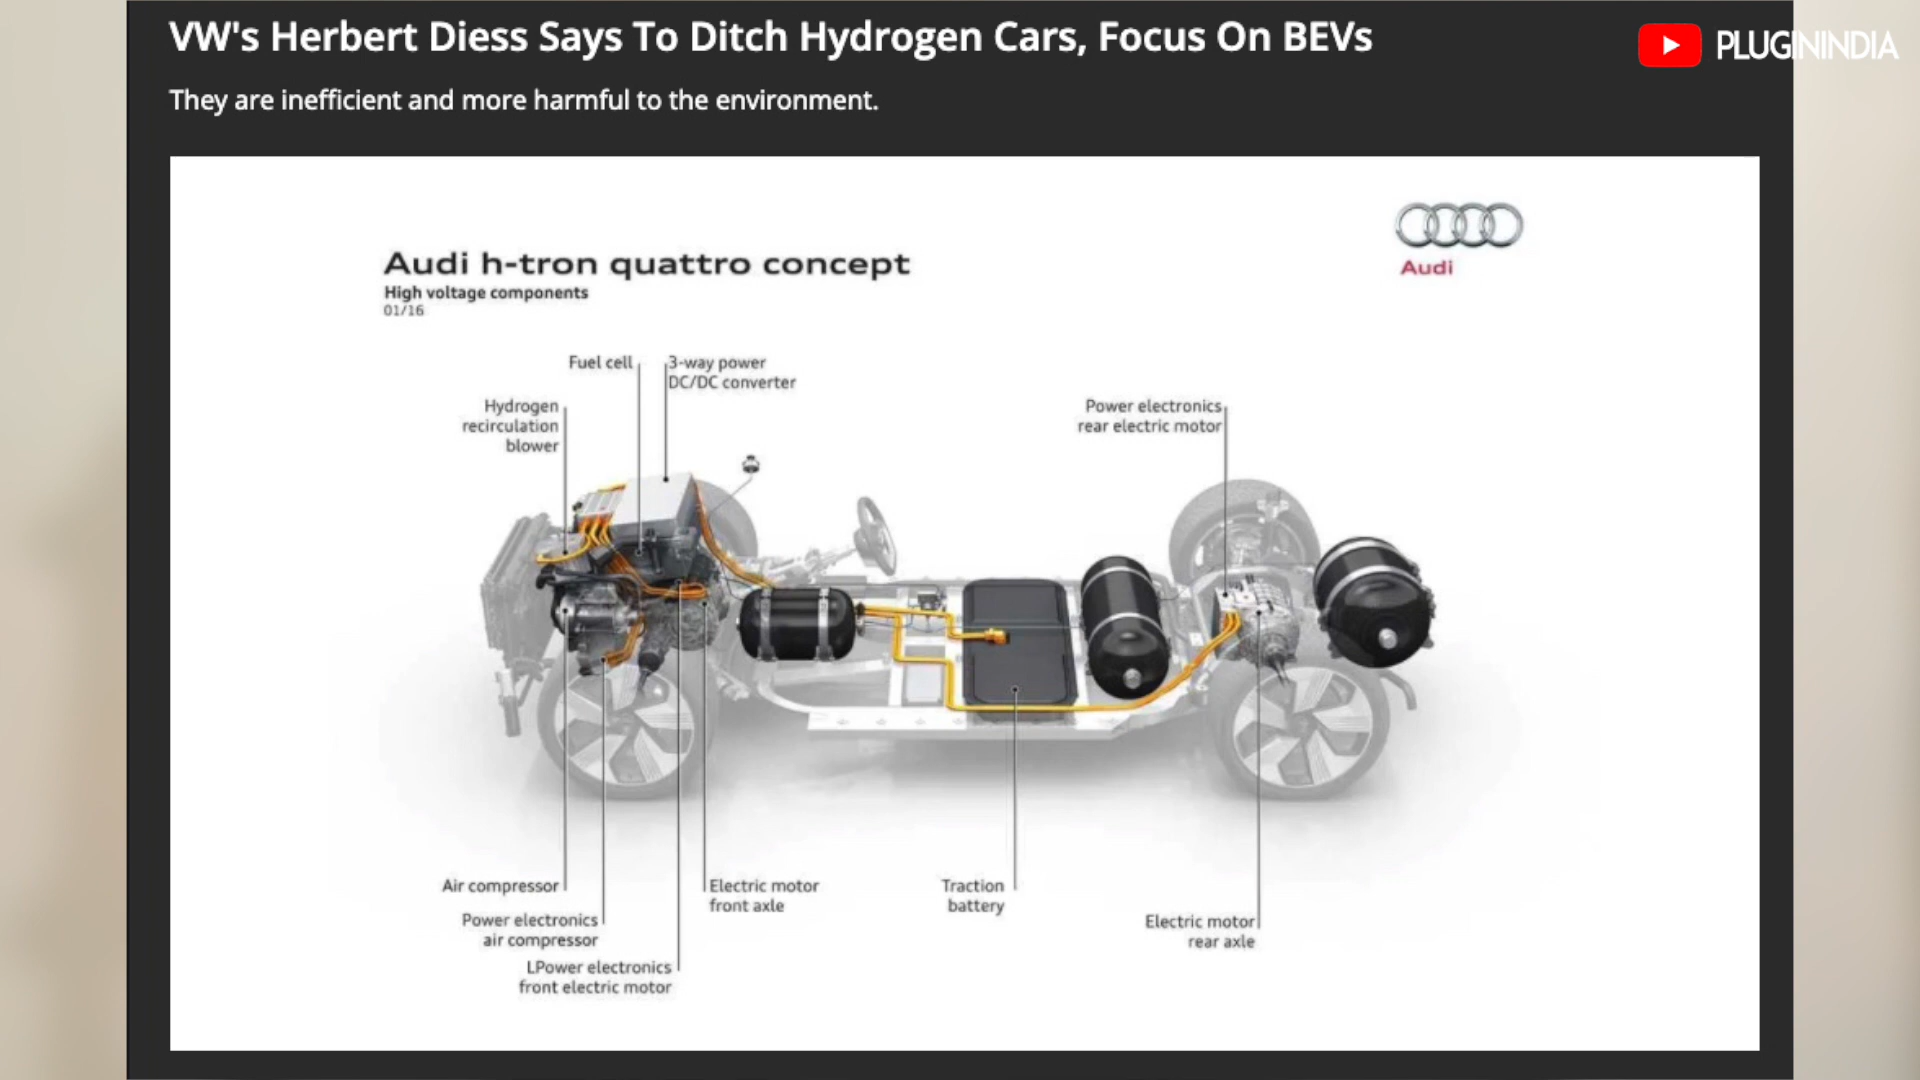 VW's Herbert Diess Says To Ditch Hydrogen Cars, Focus On BEVs
PLUGININDIA
They are inefficient and more harmful to the environment.
Audi
Audi h-tron quattro concept
High voltage components
01/16
Fuel cell
3-way power
DC/DC converter
Hydrogen
recirculation
blower
Power electronics
rear electric motor
Air compressor
Power electronics
air compressor
LPower electronics
front electric motor
Electric motor
front axle
Traction
battery
Electric motor
rear axle